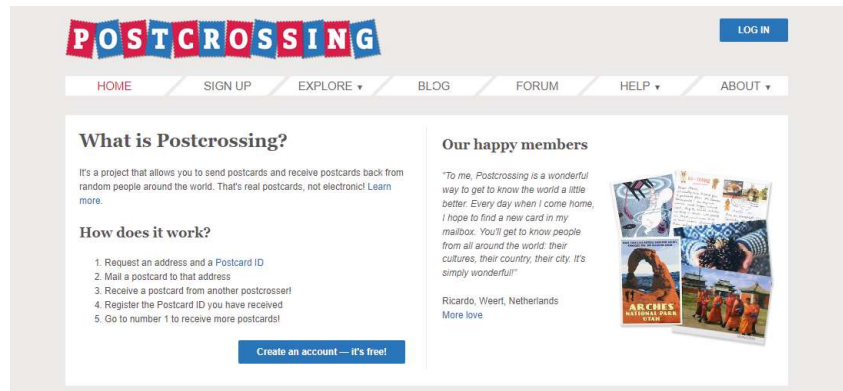 POSTCROSSING
LOG IN
HOME
SIGN UP
EXPLORE ▾
BLOG
FORUM
HELP ▾
ABOUT ▾
What is Postcrossing?
It's a project that allows you to send postcards and receive postcards back from
random people around the world. That's real postcards, not electronic! Learn
more.
How does it work?
1. Request an address and a Postcard ID
2. Mail a postcard to that address
3. Receive a postcard from another postcrosser!
4. Register the Postcard ID you have received
5. Go to number 1 to receive more postcards!
Create an account — it's free!
Our happy members
"To me, Postcrossing is a wonderful
way to get to know the world a little
better. Every day when I come home,
I hope to find a new card in my
mailbox. You'll get to know people
from all around the world: their
cultures, their country, their city. It's
simply wonderful!"
Ricardo, Weert, Netherlands
More love
ARCHES
NATIONAL PARK
UTAH